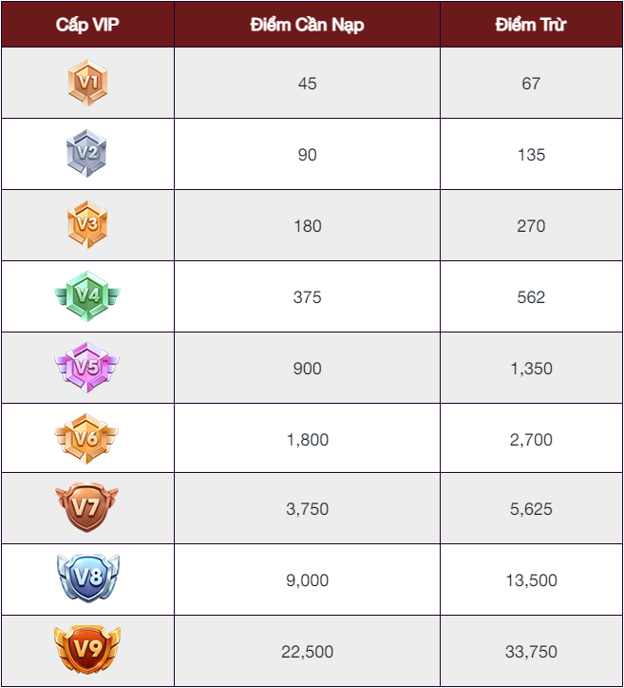 Cấp VIP Điểm Cần Nạp Điểm Trừ
V1 45 67
V2 90 135
V3 180 270
V4 375 562
V5 900 1,350
V6 1,800 2,700
V7 3,750 5,625
V8 9,000 13,500
V9 22,500 33,750